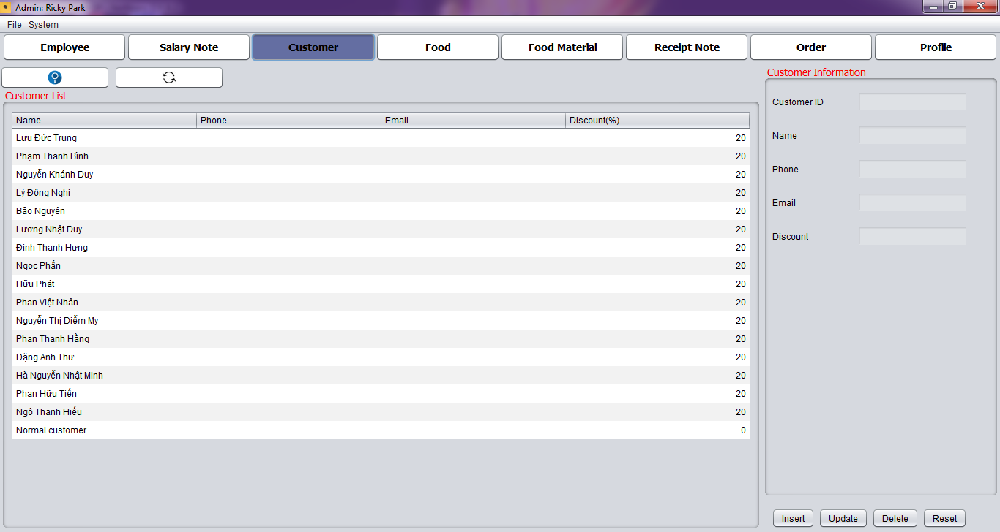 Admin: Ricky Park
File System
Employee Salary Note Customer Food Food Material Receipt Note Order Profile
Customer List
Name Phone Email Discount(%)
Lưu Đức Trung 20
Phạm Thanh Bình 20
Nguyễn Khánh Duy 20
Lý Đông Nghi 20
Bảo Nguyên 20
Lương Nhật Duy 20
Đinh Thanh Hưng 20
Ngọc Phấn 20
Hữu Phát 20
Phan Việt Nhân 20
Nguyễn Thị Diễm My 20
Phan Thanh Hằng 20
Đặng Anh Thư 20
Hà Nguyễn Nhật Minh 20
Phan Hữu Tiến 20
Ngô Thanh Hiếu 20
Normal customer 0
Customer Information
Customer ID
Name
Phone
Email
Discount
Insert Update Delete Reset